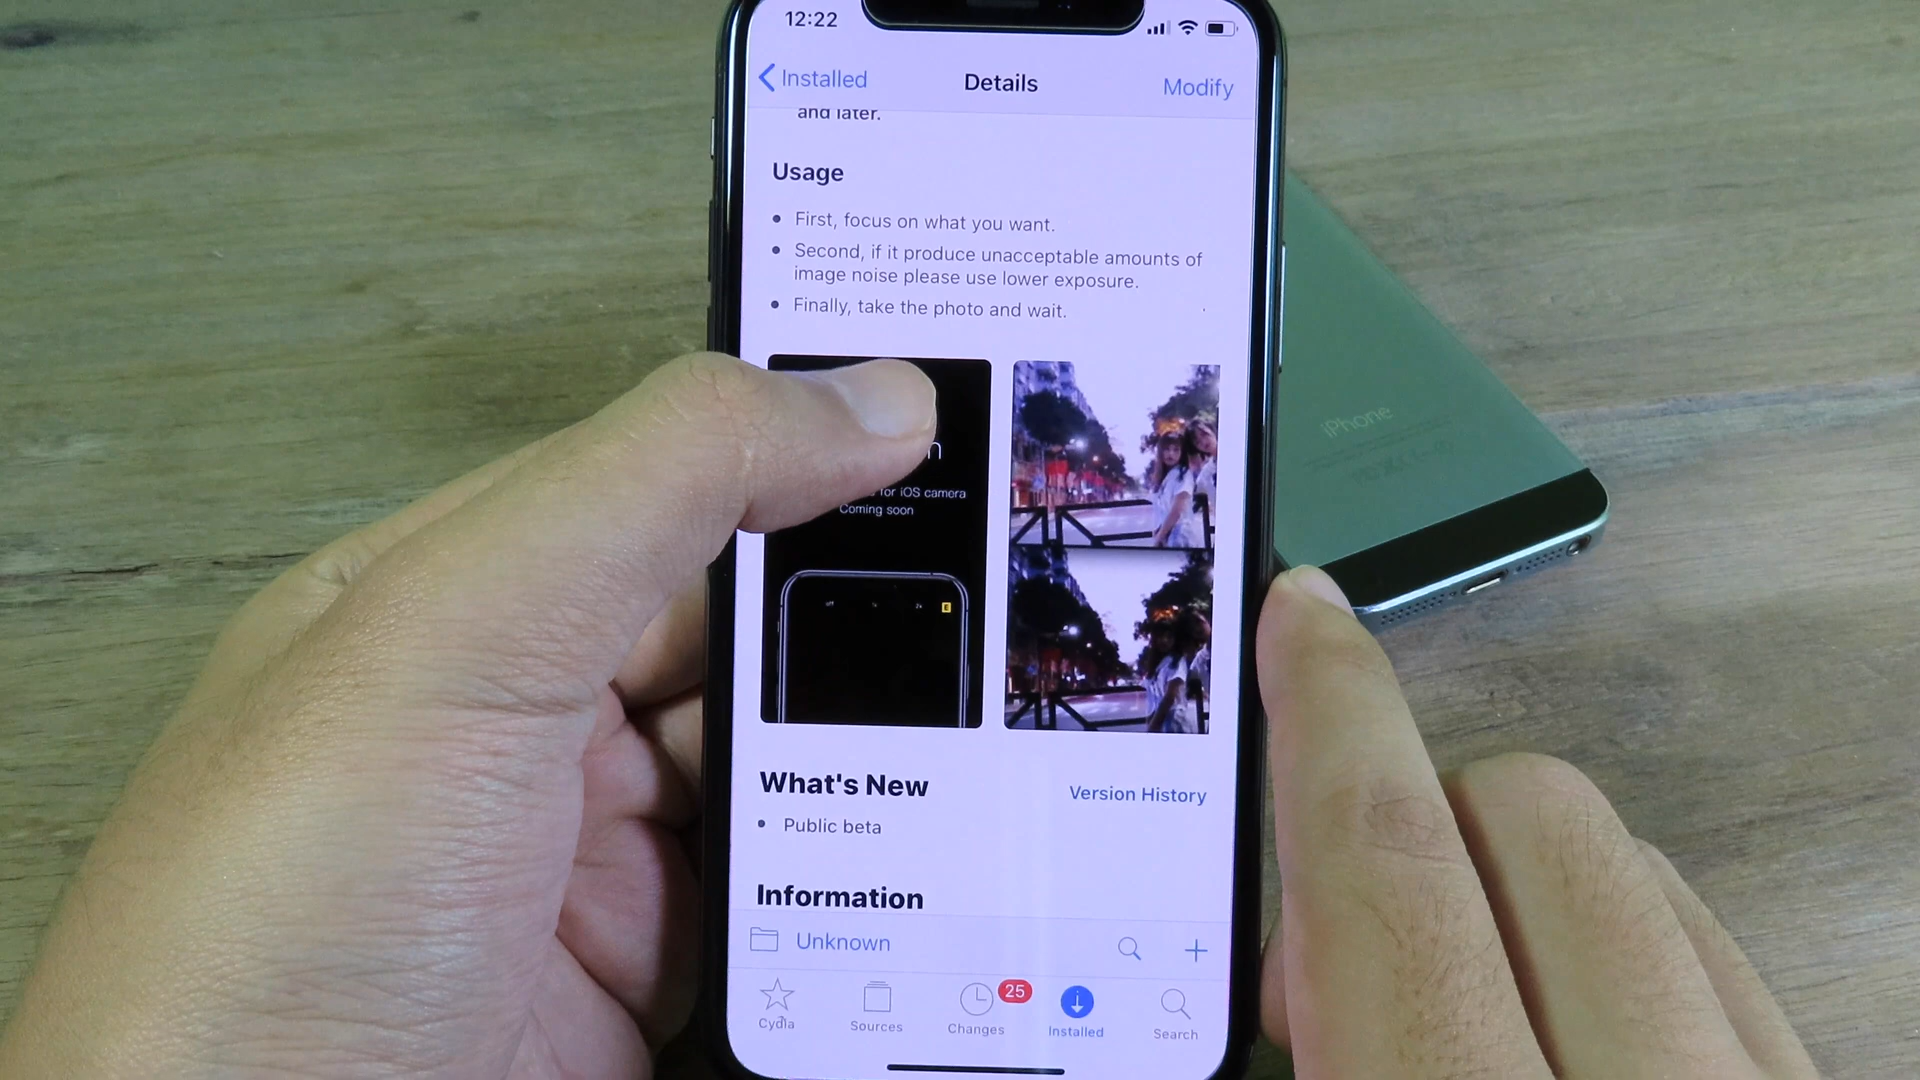 12:22
Installed
Details
Modify
and later.
Usage
First, focus on what you want.
Second, if it produce unacceptable amounts of
image noise please use lower exposure.
Finally, take the photo and wait.
for iOS camera
Coming soon
iPhone
What's New
Version History
Public beta
Information
Unknown
25
Cydia
Sources
Changes
Installed
Search